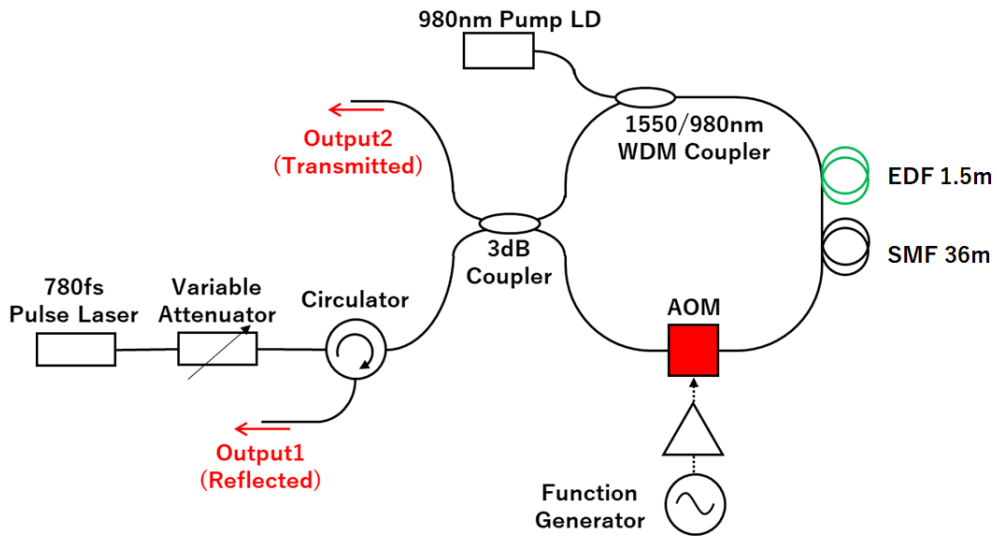 980nm Pump LD
Output2
(Transmitted)
1550/980nm
WDM Coupler
EDF 1.5m
3dB
Coupler
SMF 36m
780fs
Pulse Laser
Variable
Attenuator
Circulator
AOM
Output1
(Reflected)
Function
Generator